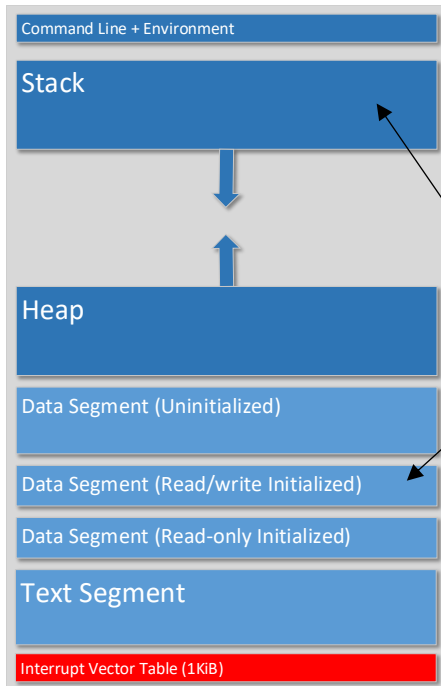 Command Line + Environment
Stack
Heap
Data Segment (Uninitialized)
Data Segment (Read/write Initialized)
Data Segment (Read-only Initialized)
Text Segment
Interrupt Vector Table (1KiB)